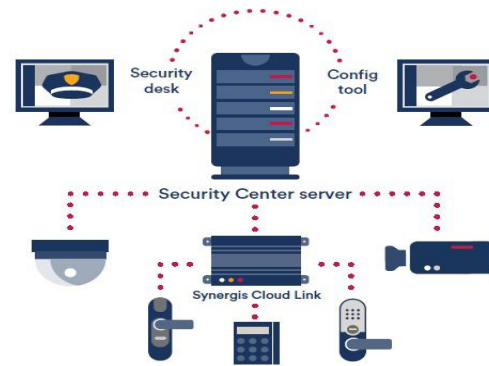 Security
desk
Config
tool
Security Center server
Synergis Cloud Link